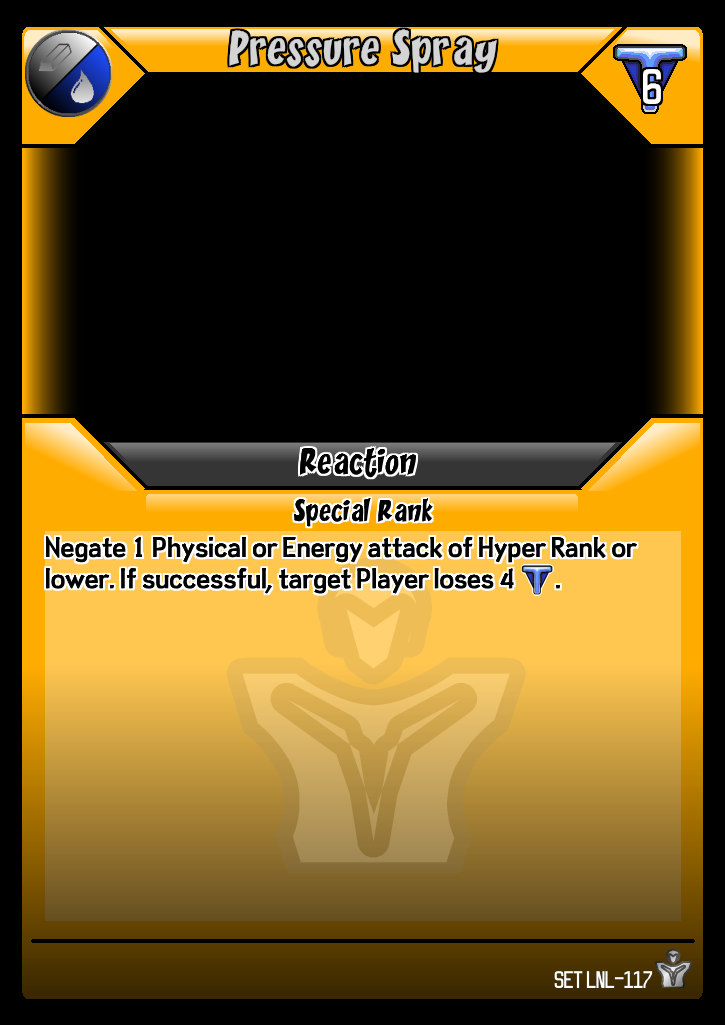 Pressure Spray
6
Reaction
Special Rank
Negate 1 Physical or Energy attack of Hyper Rank or
lower. If successful, target Player loses 4 T.
SET LNL-117